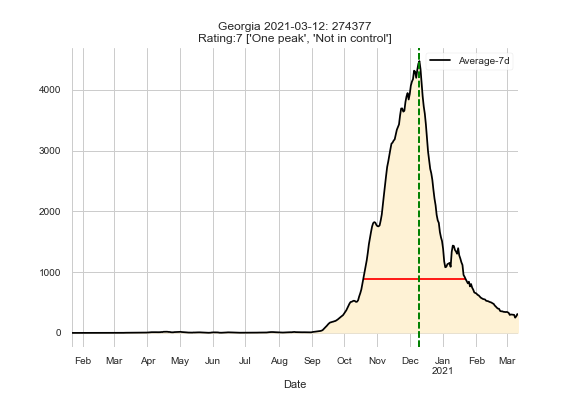 Georgia 2021-03-12: 274377
Rating:7 ['One peak', 'Not in control']
Average-7d
4000
3000
2000
1000
0
Feb Mar Apr May Jun Jul Aug Sep Oct Nov Dec Jan Feb Mar
2021
Date